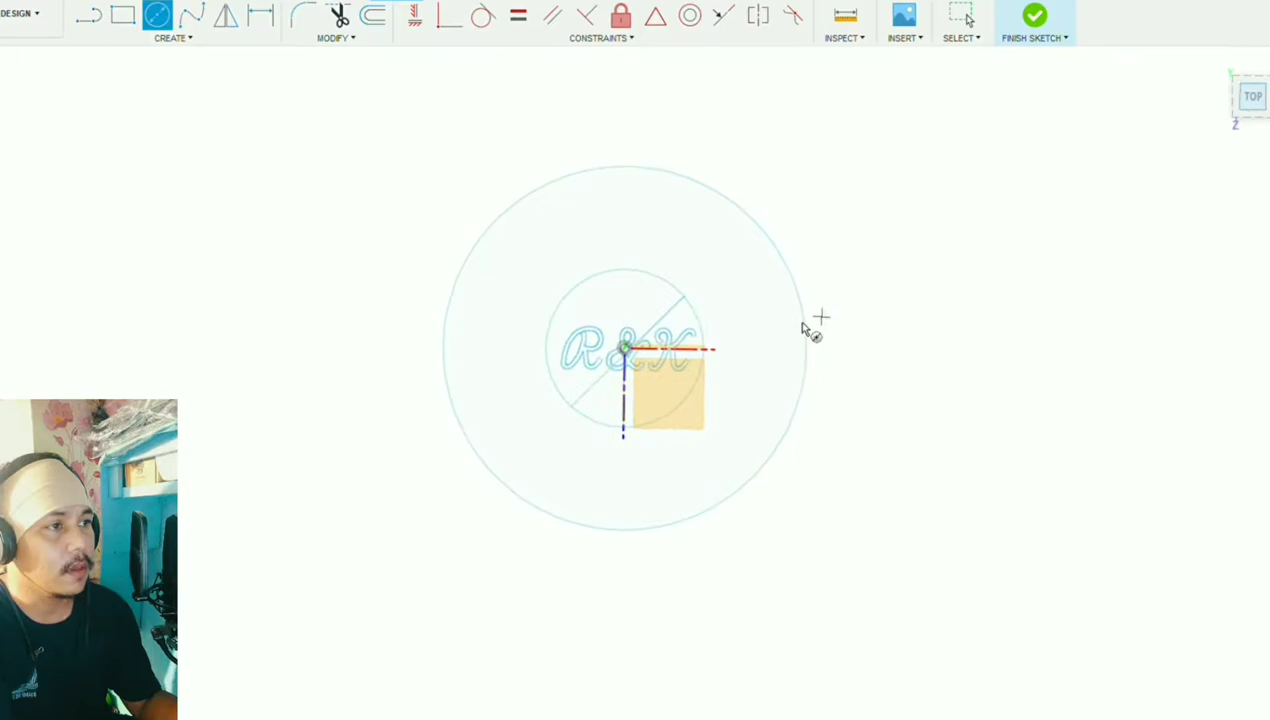 DESIGN
CREATE
MODIFY
CONSTRAINTS
INSPECT
INSERT
SELECT
FINISH SKETCH
TOP
Z
R&K